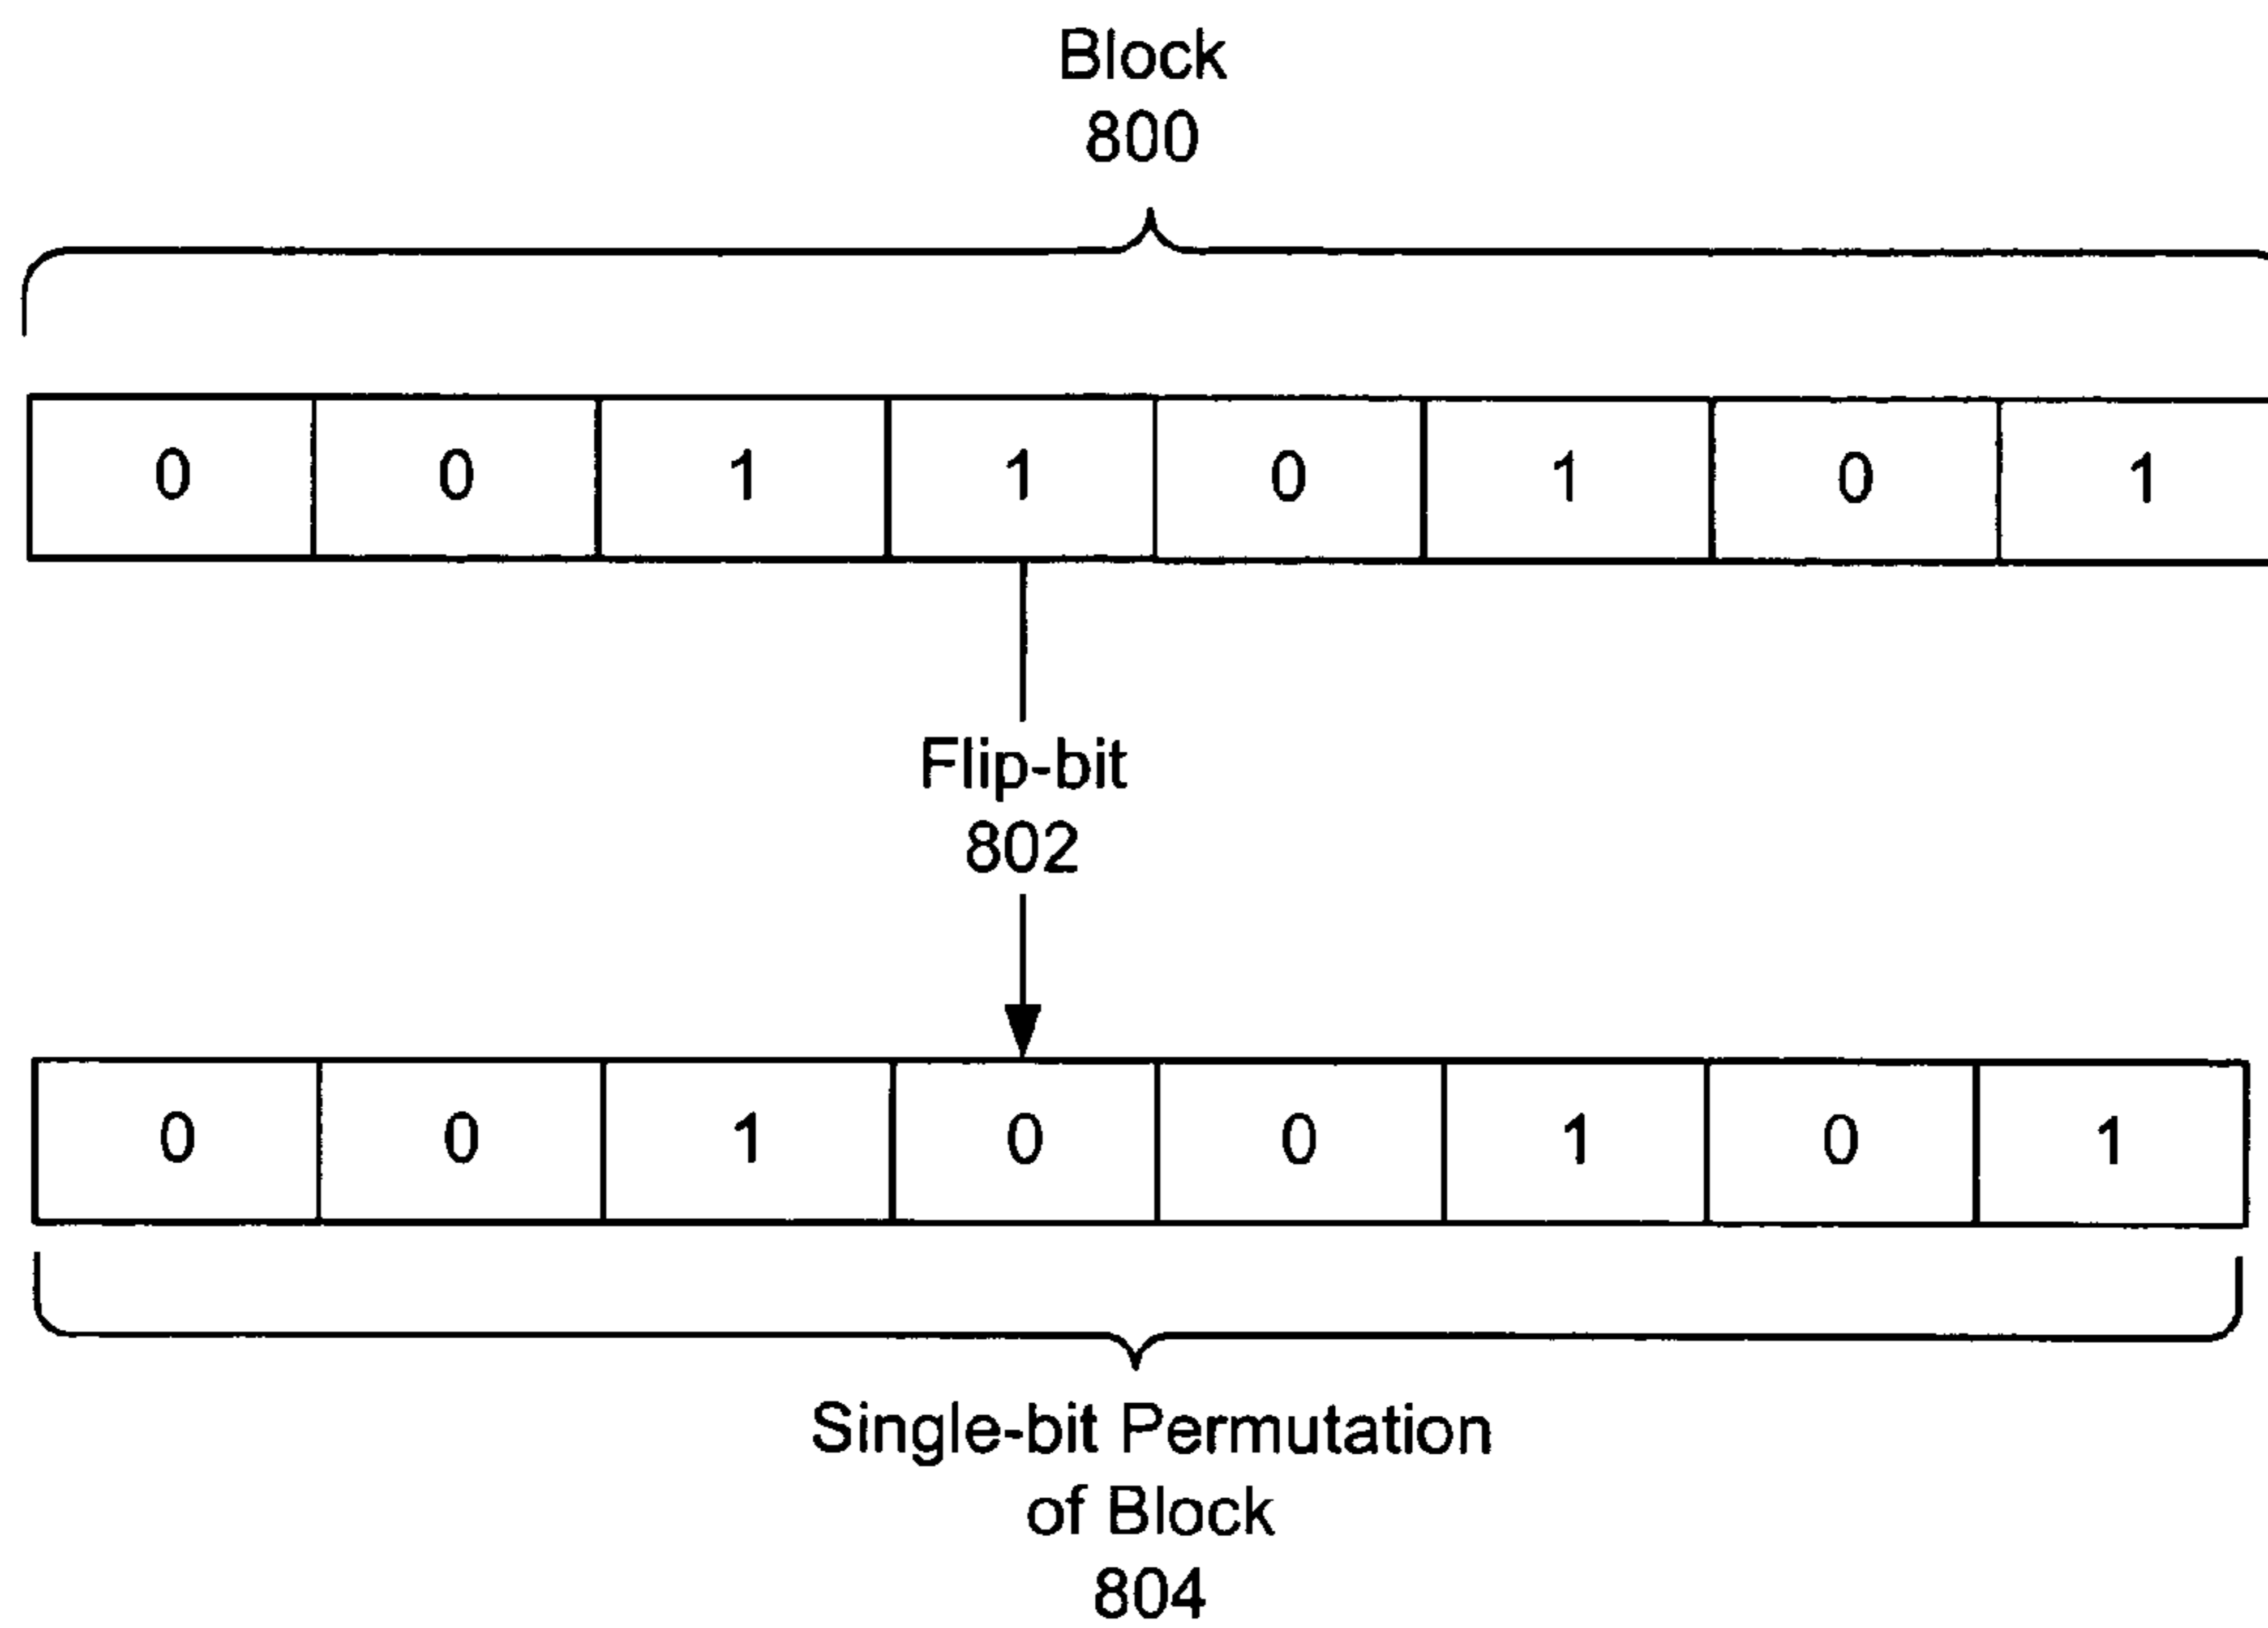 Block
800
0 0 1 1 0 1 0 1
Flip-bit
802
0 0 1 0 0 1 0 1
Single-bit Permutation
of Block
804